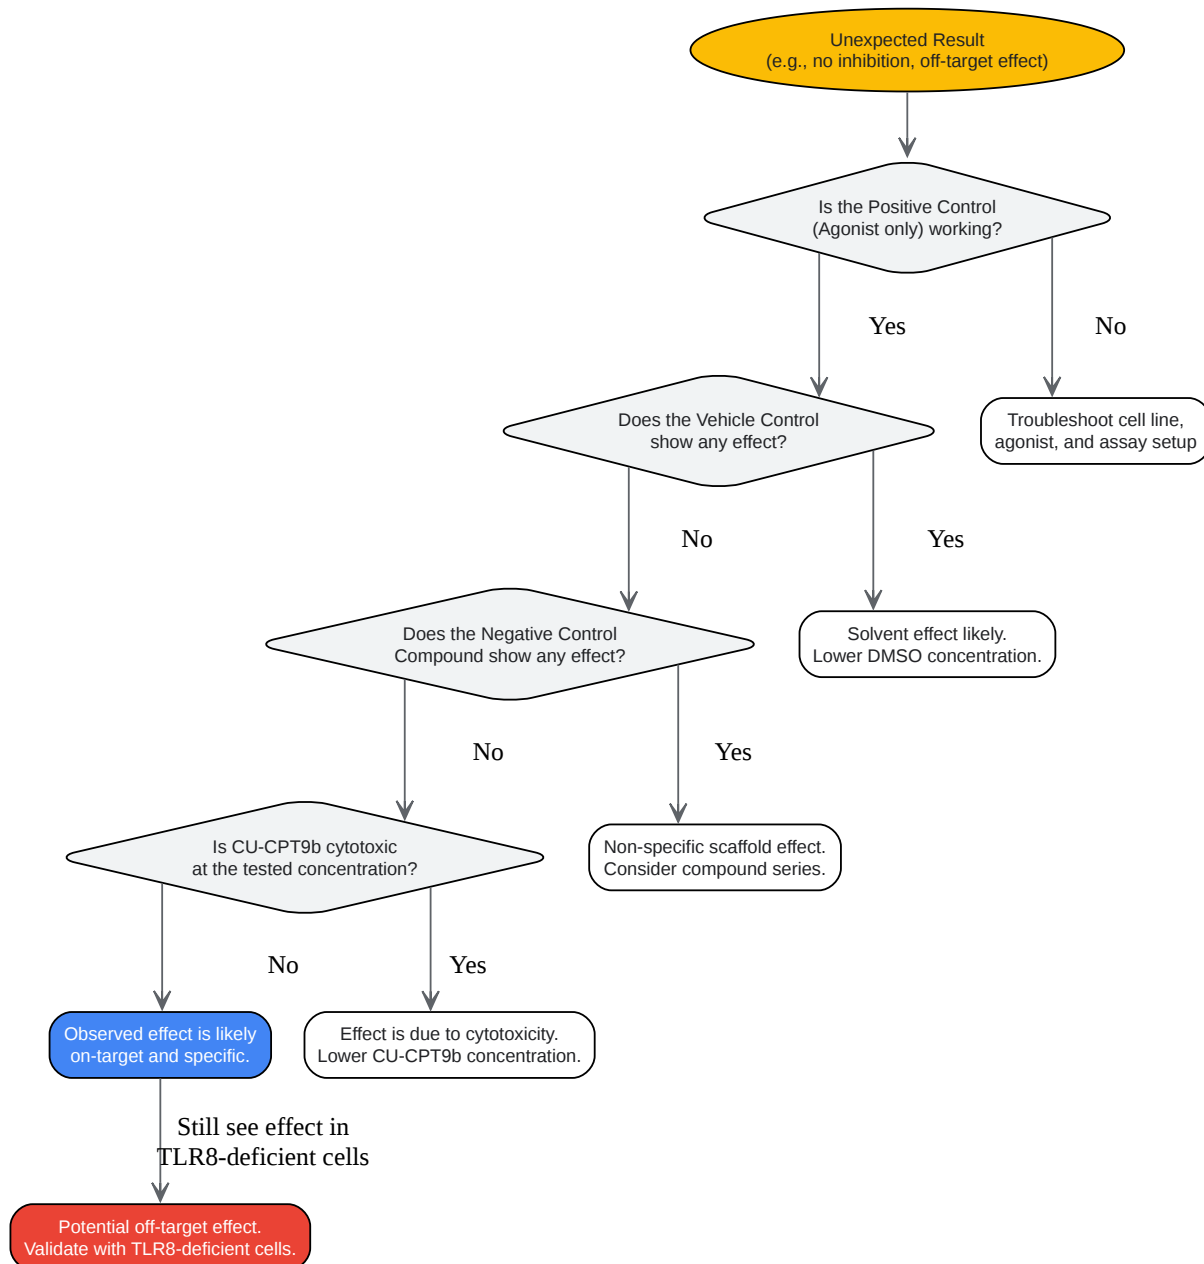 Unexpected Result
(e.g., no inhibition, off-target effect)
Is the Positive Control
(Agonist only) working?
Yes
No
Does the Vehicle Control
show any effect?
Troubleshoot cell line,
agonist, and assay setup
No
Yes
Does the Negative Control
Compound show any effect?
Solvent effect likely.
Lower DMSO concentration.
No
Yes
Is CU-CPT9b cytotoxic
at the tested concentration?
Non-specific scaffold effect.
Consider compound series.
No
Yes
Observed effect is likely
on-target and specific.
Effect is due to cytotoxicity.
Lower CU-CPT9b concentration.
Still see effect in
TLR8-deficient cells
Potential off-target effect.
Validate with TLR8-deficient cells.